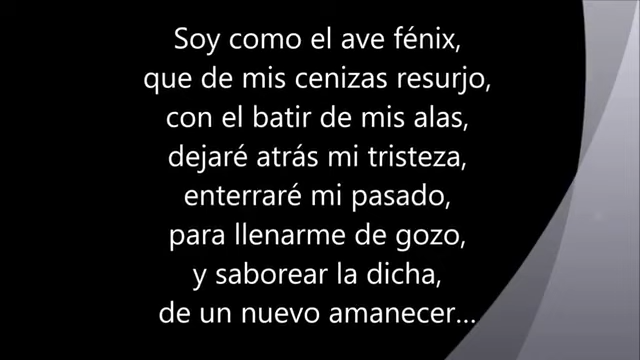 Soy como el ave fénix,
que de mis cenizas resurjo,
con el batir de mis alas,
dejaré atrás mi tristeza,
enterraré mi pasado,
para llenarme de gozo,
y saborear la dicha,
de un nuevo amanecer...